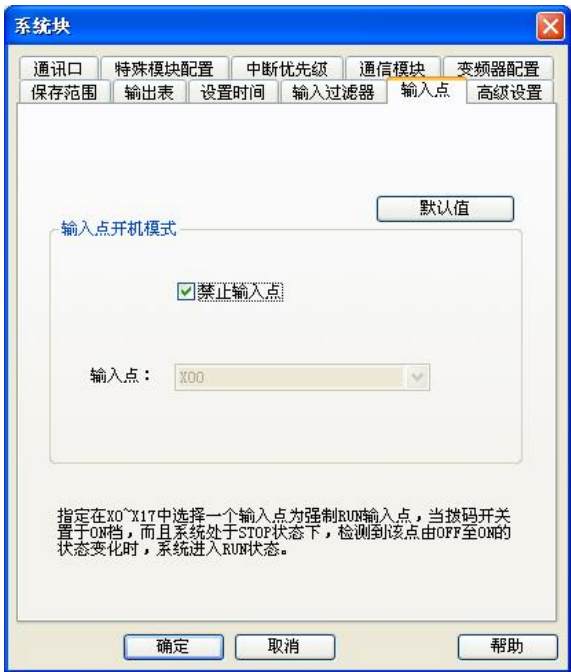 系统块
通讯口 特殊模块配置 中断优先级 通信模块 变频器配置
保存范围 输出表 设置时间 输入过滤器 输入点 高级设置
默认值
输入点开机模式
禁止输入点
输入点： X00
指定在X0~X17中选择一个输入点为强制RUN输入点，当拨码开关
置于ON档，而且系统处于STOP状态下，检测到该点由OFF至ON的
状态变化时，系统进入RUN状态。
确定 取消 帮助